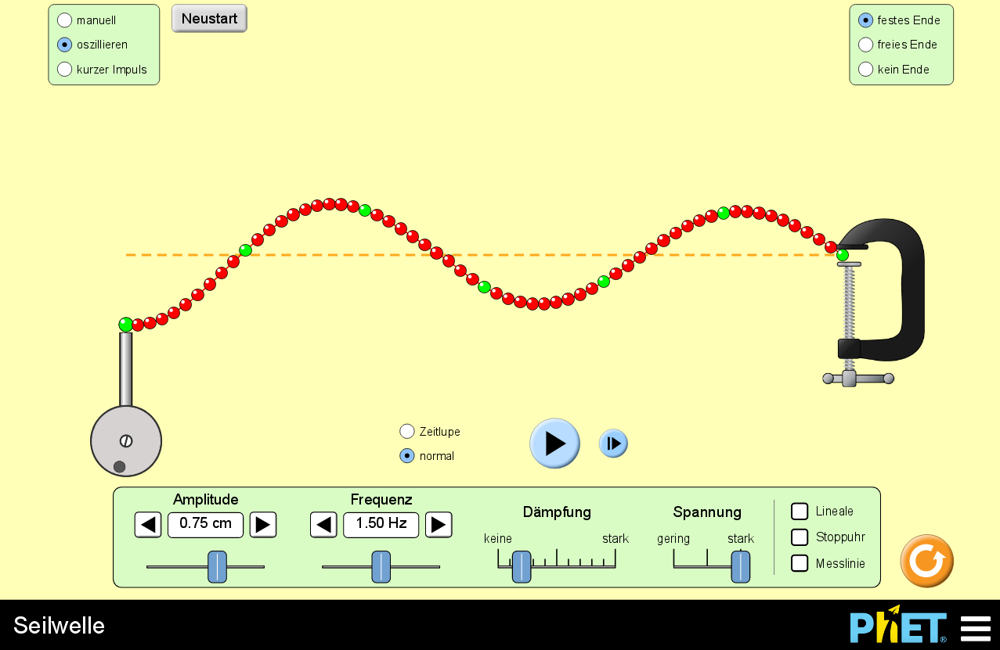 manuell
oszillieren
kurzer Impuls
Neustart
festes Ende
freies Ende
kein Ende
Zeitlupe
normal
Amplitude
0.75 cm
Frequenz
1.50 Hz
Dämpfung
keine
stark
Spannung
gering
stark
Lineale
Stoppuhr
Messlinie
Seilwelle
PhET®